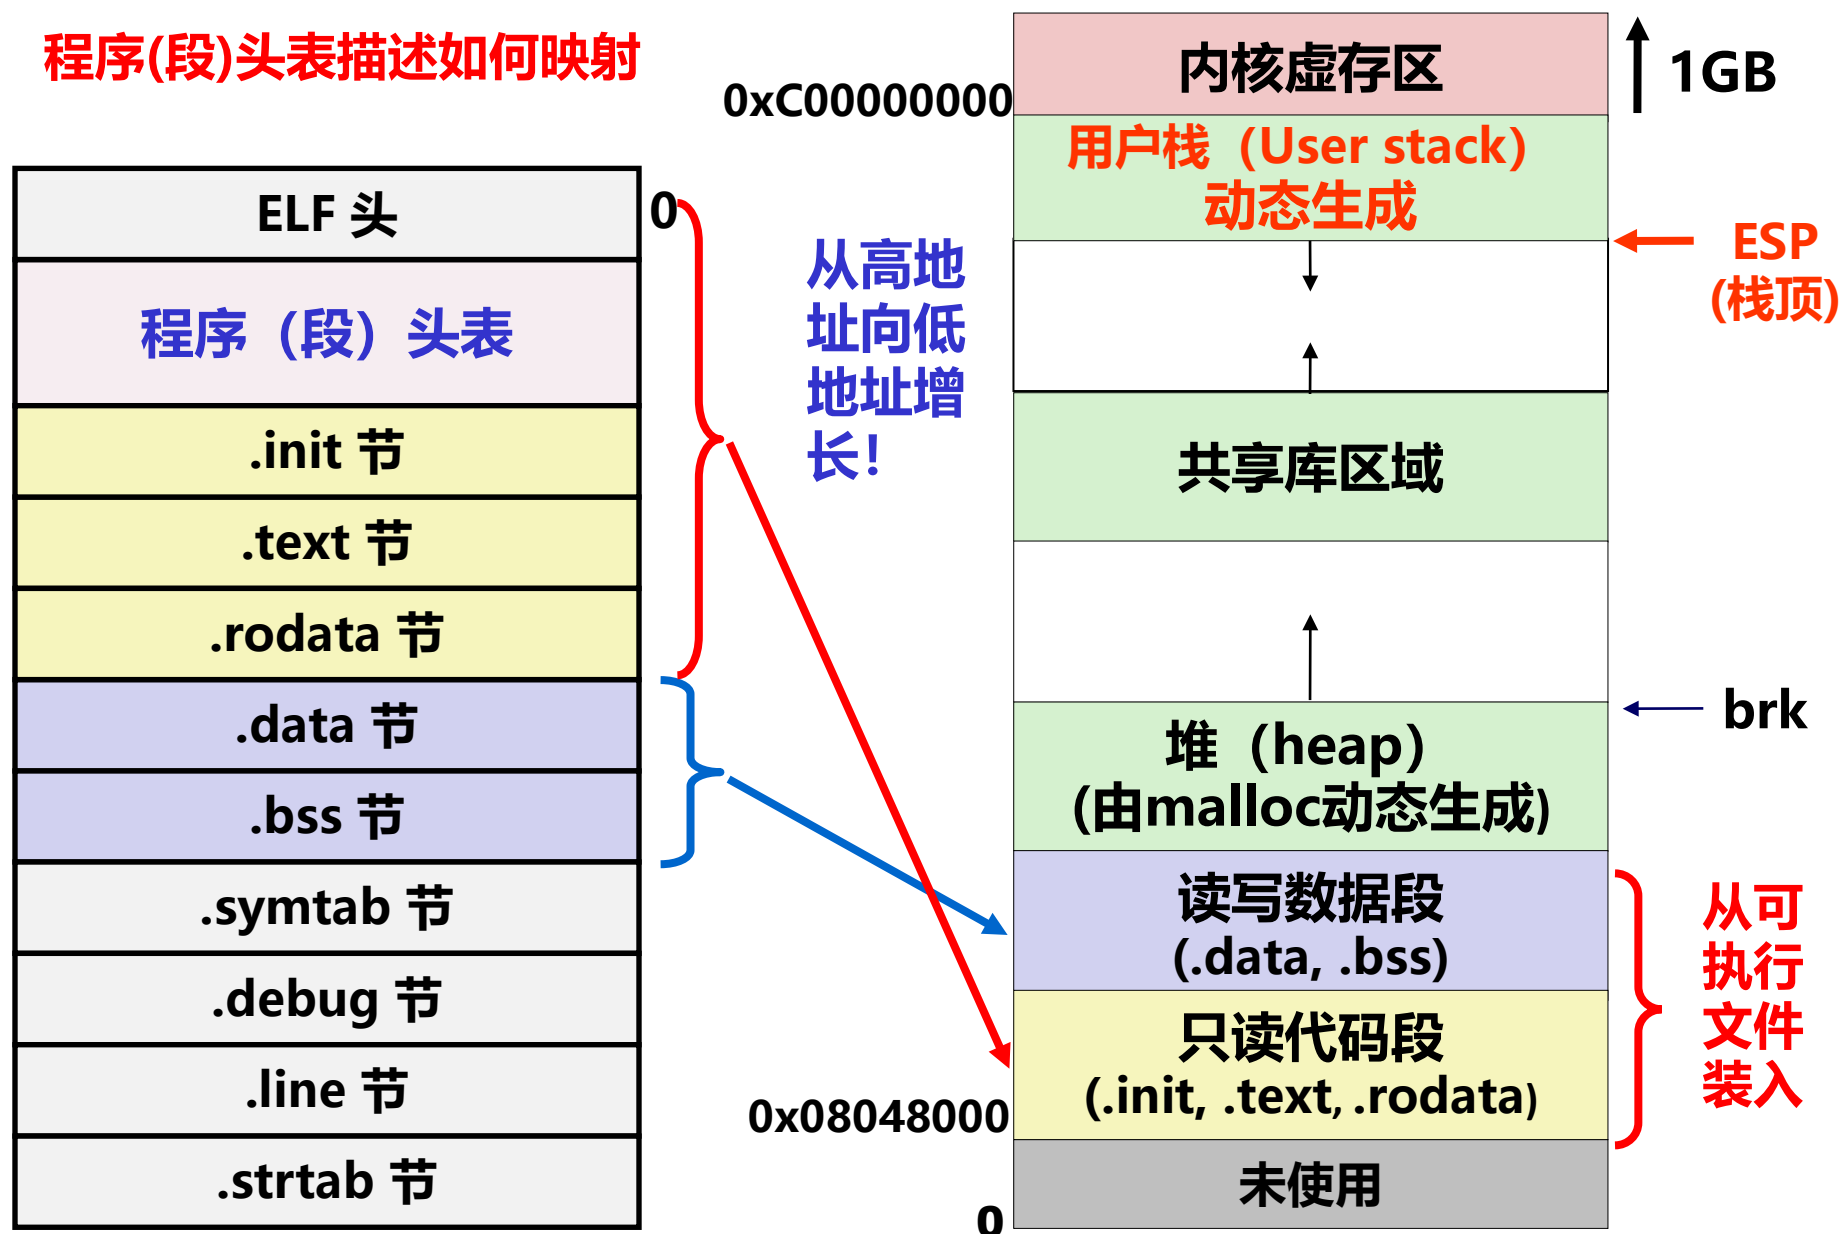 程序(段)头表描述如何映射
ELF 头
0
程序（段）头表
.init 节
.text 节
.rodata 节
.data 节
.bss 节
.symtab 节
.debug 节
.line 节
.strtab 节
从高地
址向低
地址增
长！
0xC00000000
内核虚存区
1GB
用户栈（User stack）
动态生成
ESP
(栈顶)
共享库区域
brk
堆（heap）
(由malloc动态生成)
读写数据段
(.data, .bss)
只读代码段
(.init, .text, .rodata)
0x08048000
未使用
0
从可
执行
文件
装入